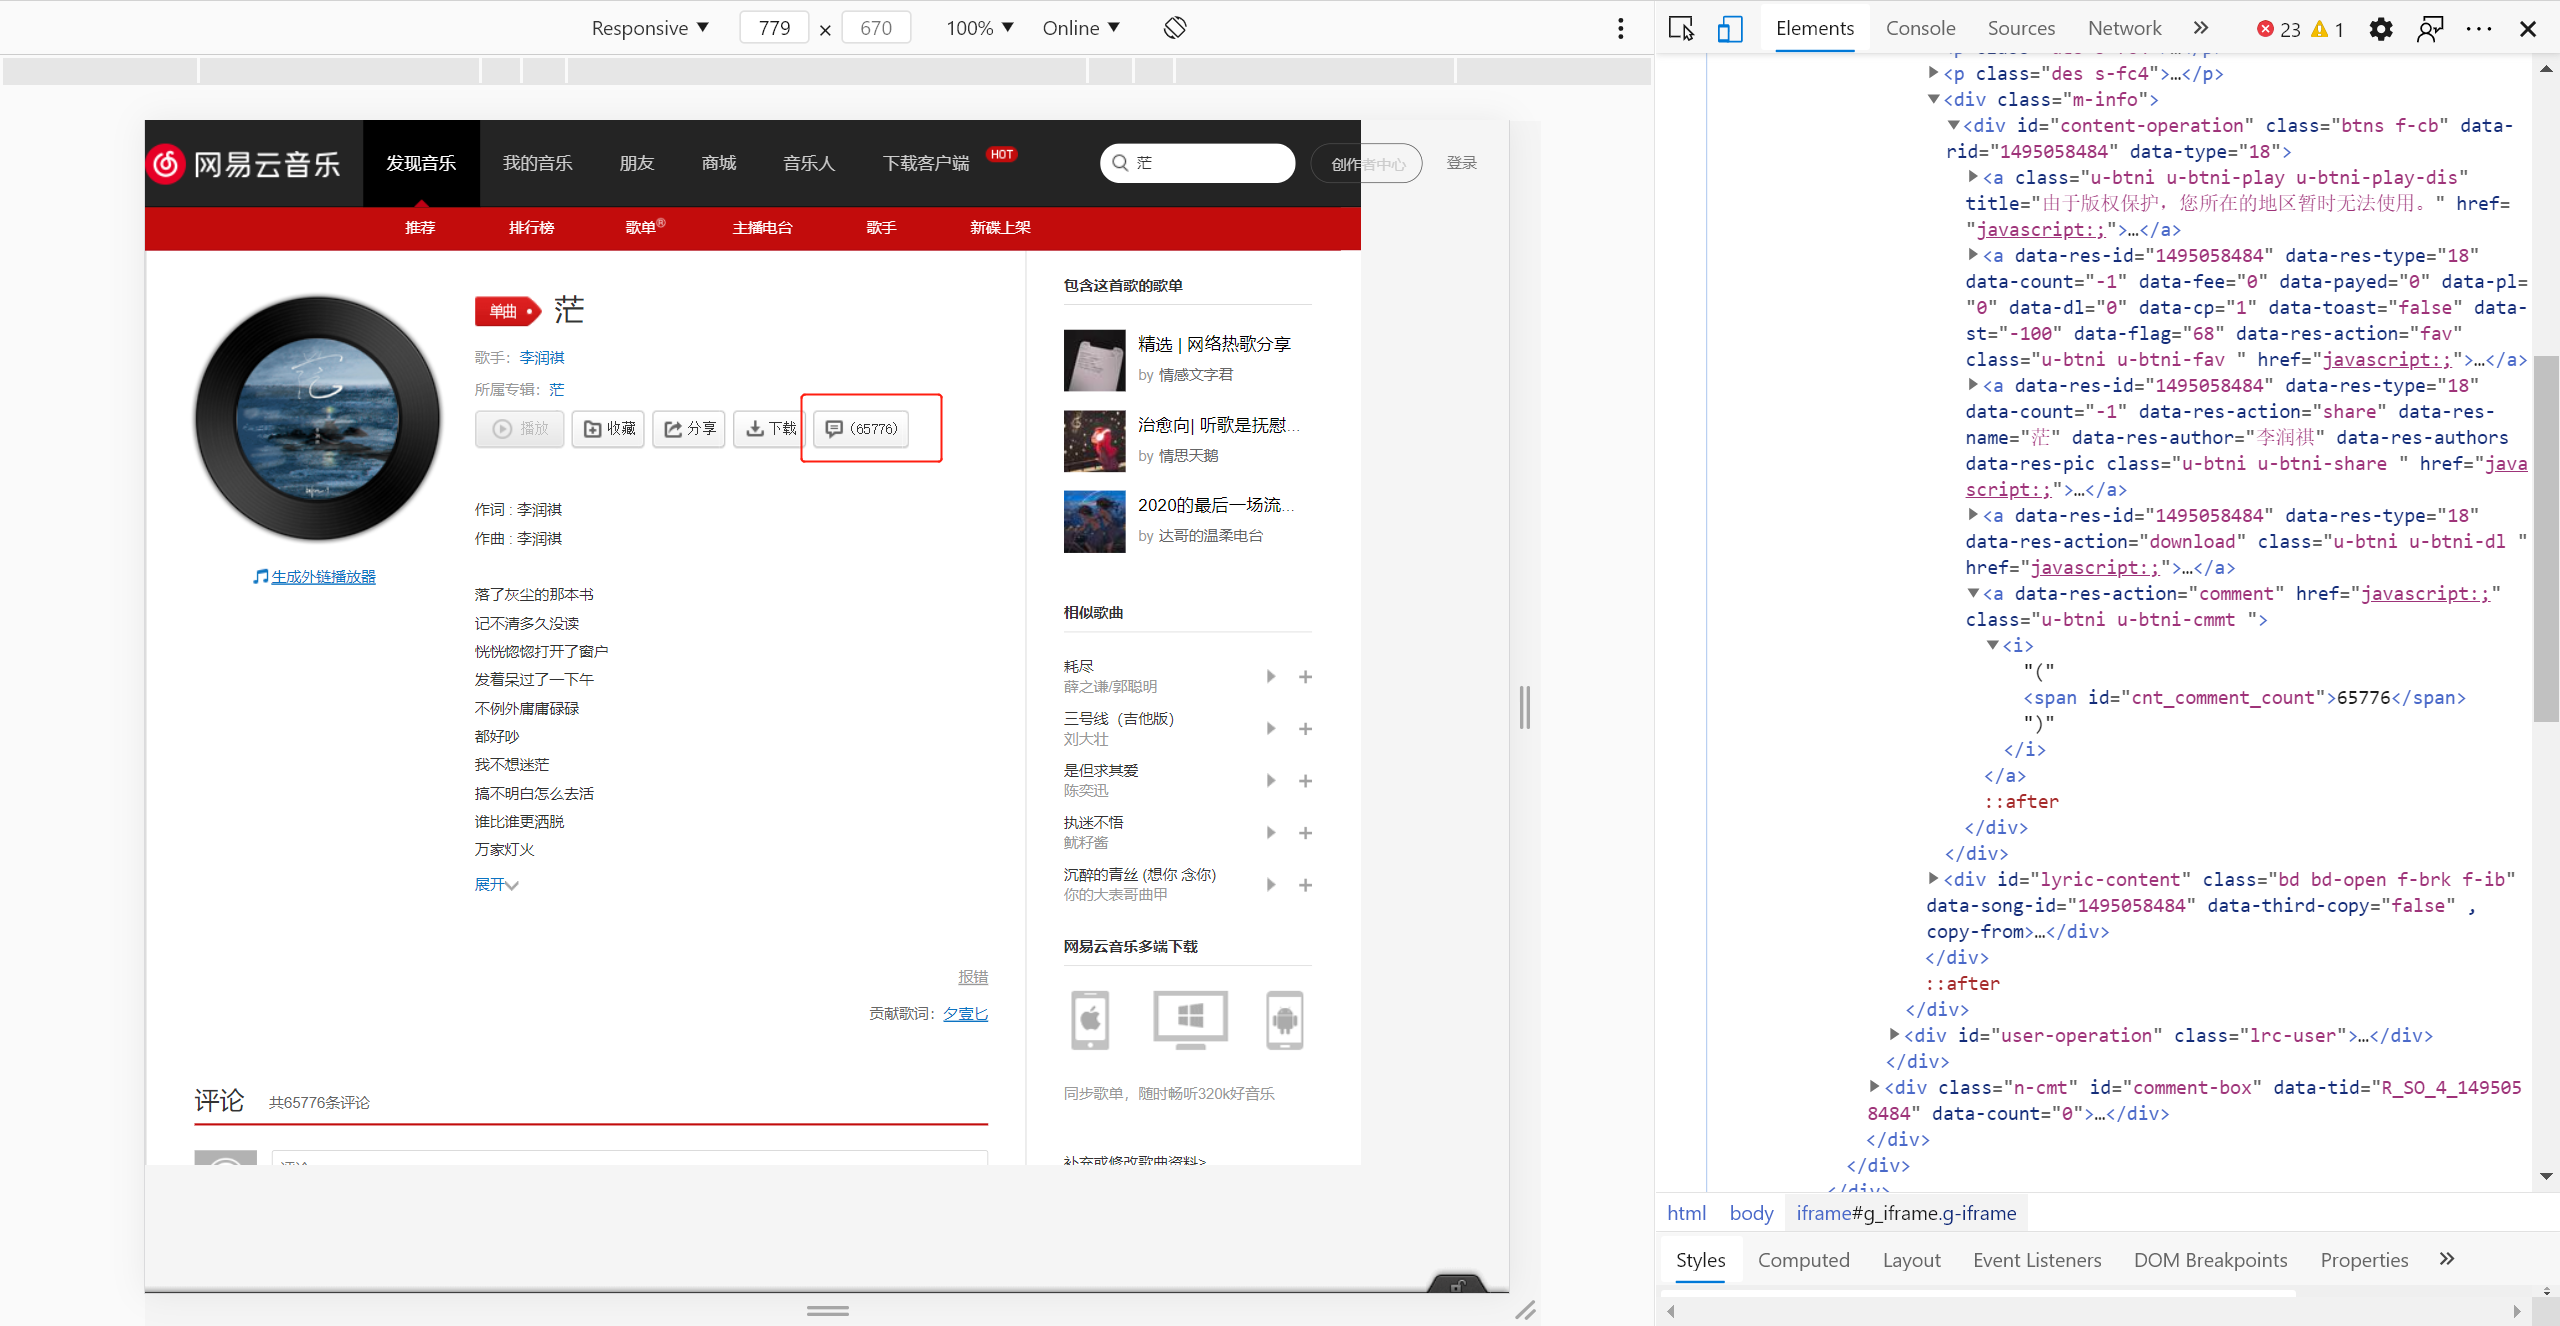 Responsive ▼ 779 × 670 100% ▼ Online ▼
网易云音乐 发现音乐 我的音乐 朋友 商城 音乐人 下载客户端 HOT 茫 创作者中心 登录
推荐 排行榜 歌单® 主播电台 歌手 新碟上架
单曲 茫
歌手：李润祺
所属专辑：茫
播放 收藏 分享 下载 (65776)
作词 : 李润祺
作曲 : 李润祺
生成外链播放器
落了灰尘的那本书
记不清多久没读
恍恍惚惚打开了窗户
发着呆过了一下午
不例外庸庸碌碌
都好吵
我不想迷茫
搞不明白怎么去活
谁比谁更洒脱
万家灯火
展开
报错
贡献歌词：夕壹匕
评论 共65776条评论
评论
包含这首歌的歌单
精选 | 网络热歌分享
by 情感文字君
治愈向| 听歌是抚慰...
by 情思天鹅
2020的最后一场流...
by 达哥的温柔电台
相似歌曲
耗尽
薛之谦/郭聪明
三号线（吉他版）
刘大壮
是但求其爱
陈奕迅
执迷不悟
鱿籽酱
沉醉的青丝 (想你 念你)
你的大表哥曲甲
网易云音乐多端下载
同步歌单，随时畅听320k好音乐
补充或修改歌曲资料>
Elements Console Sources Network » 23 1
<p class="des s-fc4">…</p>
<div class="m-info">
<div id="content-operation" class="btns f-cb" data-
rid="1495058484" data-type="18">
<a class="u-btni u-btni-play u-btni-play-dis"
title="由于版权保护，您所在的地区暂时无法使用。" href=
"javascript:;">…</a>
<a data-res-id="1495058484" data-res-type="18"
data-count="-1" data-fee="0" data-payed="0" data-pl=
"0" data-dl="0" data-cp="1" data-toast="false" data-
st="-100" data-flag="68" data-res-action="fav"
class="u-btni u-btni-fav " href="javascript:;">…</a>
<a data-res-id="1495058484" data-res-type="18"
data-count="-1" data-res-action="share" data-res-
name="茫" data-res-author="李润祺" data-res-authors
data-res-pic class="u-btni u-btni-share " href="java
script:;">…</a>
<a data-res-id="1495058484" data-res-type="18"
data-res-action="download" class="u-btni u-btni-dl "
href="javascript:;">…</a>
<a data-res-action="comment" href="javascript:;"
class="u-btni u-btni-cmmt ">
<i>
"("
<span id="cnt_comment_count">65776</span>
")"
</i>
</a>
::after
</div>
</div>
<div id="lyric-content" class="bd bd-open f-brk f-ib"
data-song-id="1495058484" data-third-copy="false" ,
copy-from>…</div>
</div>
::after
</div>
<div id="user-operation" class="lrc-user">…</div>
</div>
<div class="n-cmt" id="comment-box" data-tid="R_SO_4_149505
8484" data-count="0">…</div>
</div>
</div>
</div>
html body iframe#g_iframe.g-iframe
Styles Computed Layout Event Listeners DOM Breakpoints Properties »